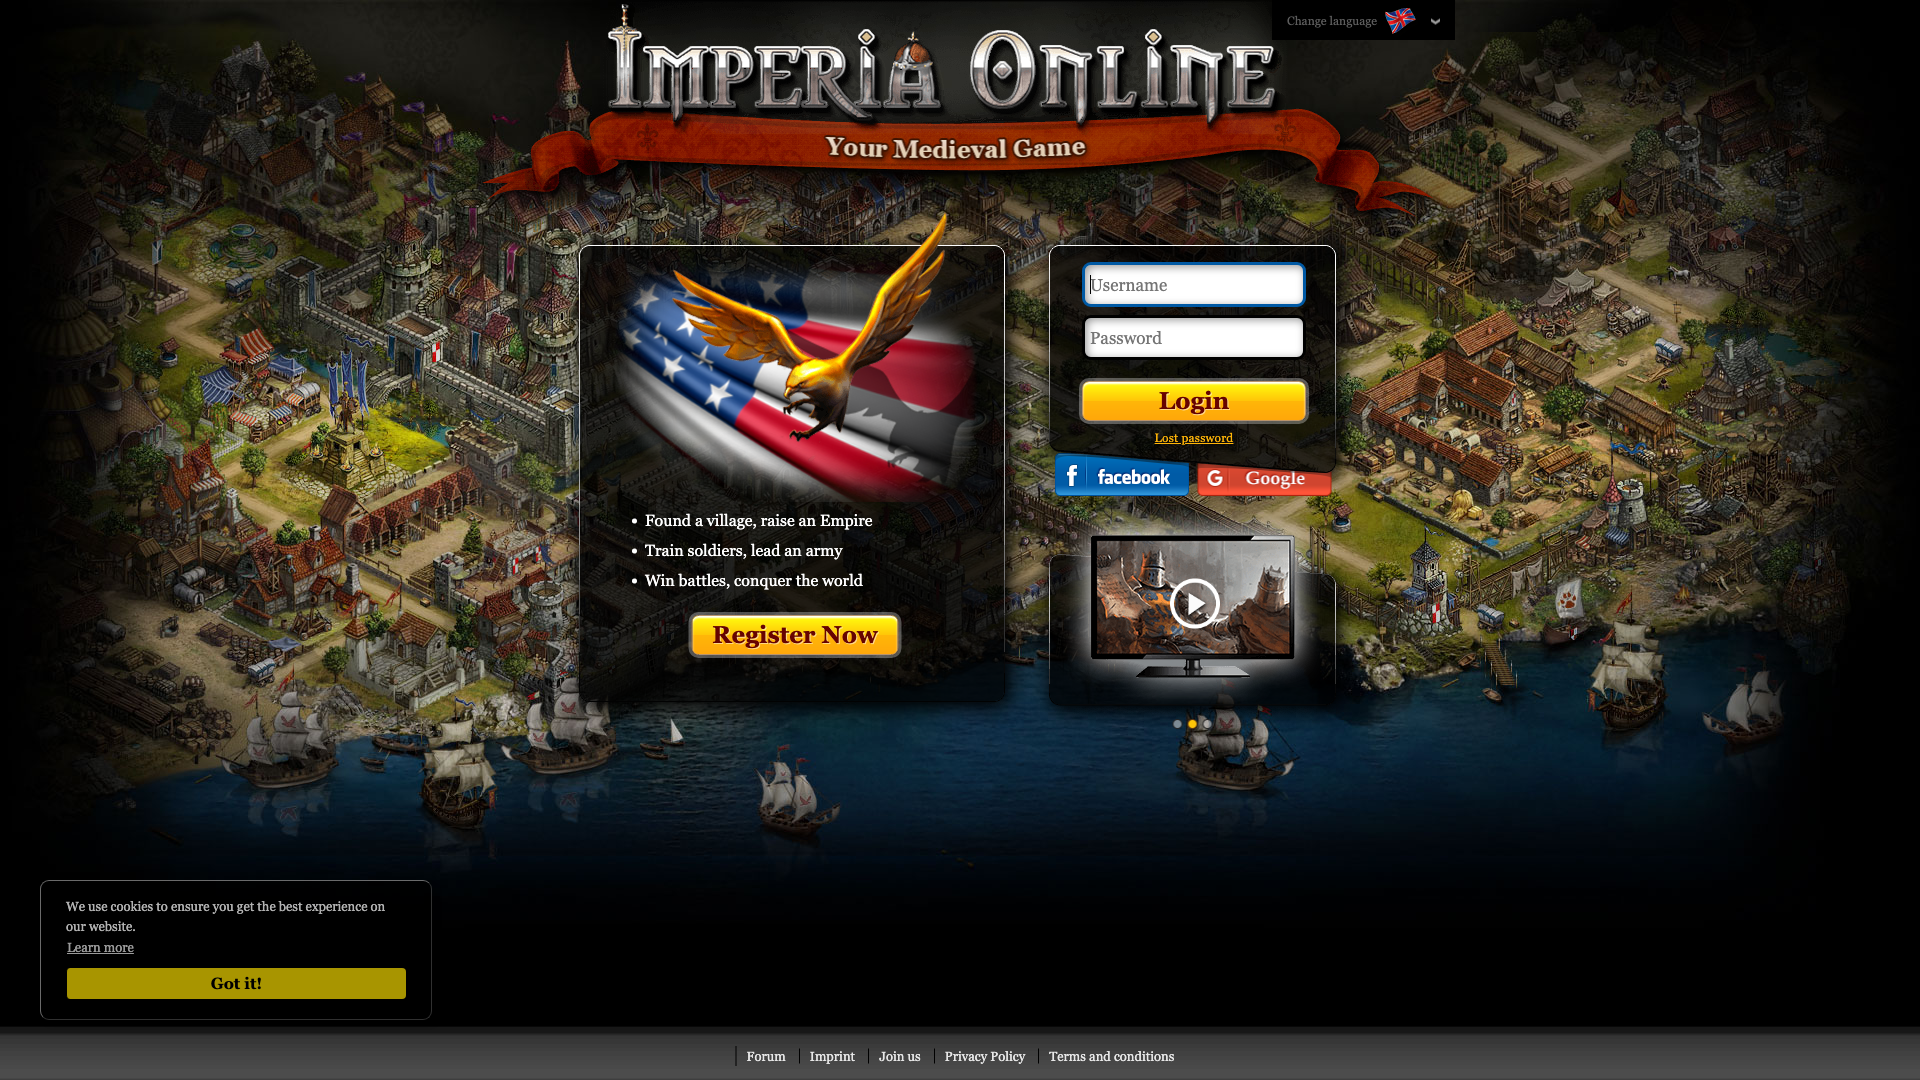 Change language
IMPERIA ONLINE
Your Medieval Game
Username
Password
Login
Lost password
facebook
Google
Found a village, raise an Empire
Train soldiers, lead an army
Win battles, conquer the world
Register Now
We use cookies to ensure you get the best experience on
our website.
Learn more
Got it!
Forum
Imprint
Join us
Privacy Policy
Terms and conditions